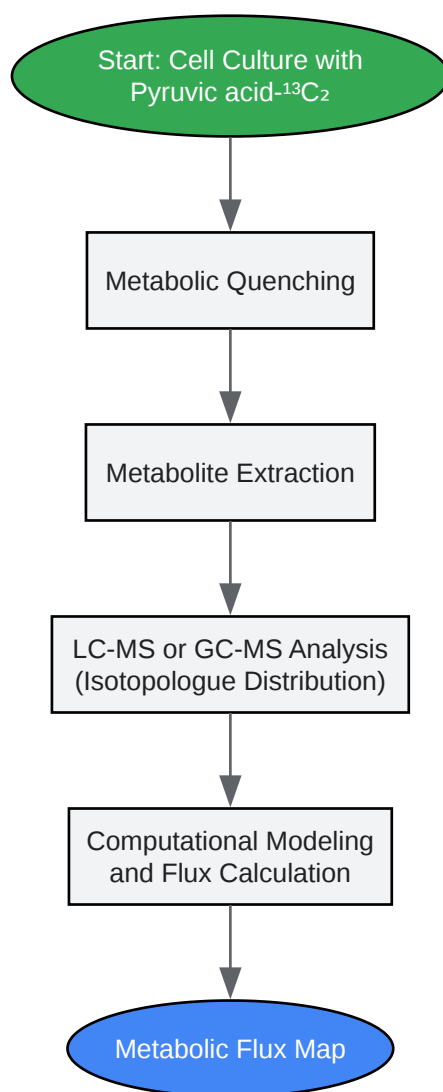 Start: Cell Culture with
Pyruvic acid-¹³C₂
Metabolic Quenching
Metabolite Extraction
LC-MS or GC-MS Analysis
(Isotopologue Distribution)
Computational Modeling
and Flux Calculation
Metabolic Flux Map